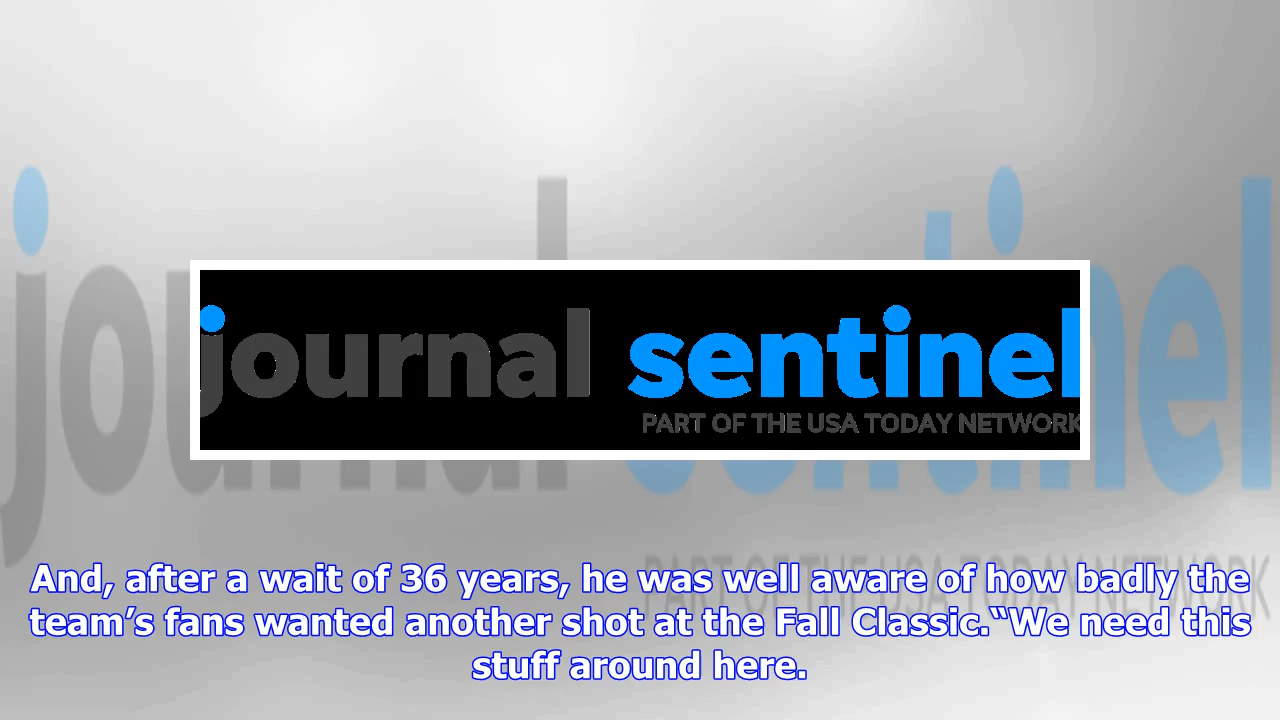 journal sentinel
PART OF THE USA TODAY NETWORK
And, after a wait of 36 years, he was well aware of how badly the
team’s fans wanted another shot at the Fall Classic.“We need this
stuff around here.